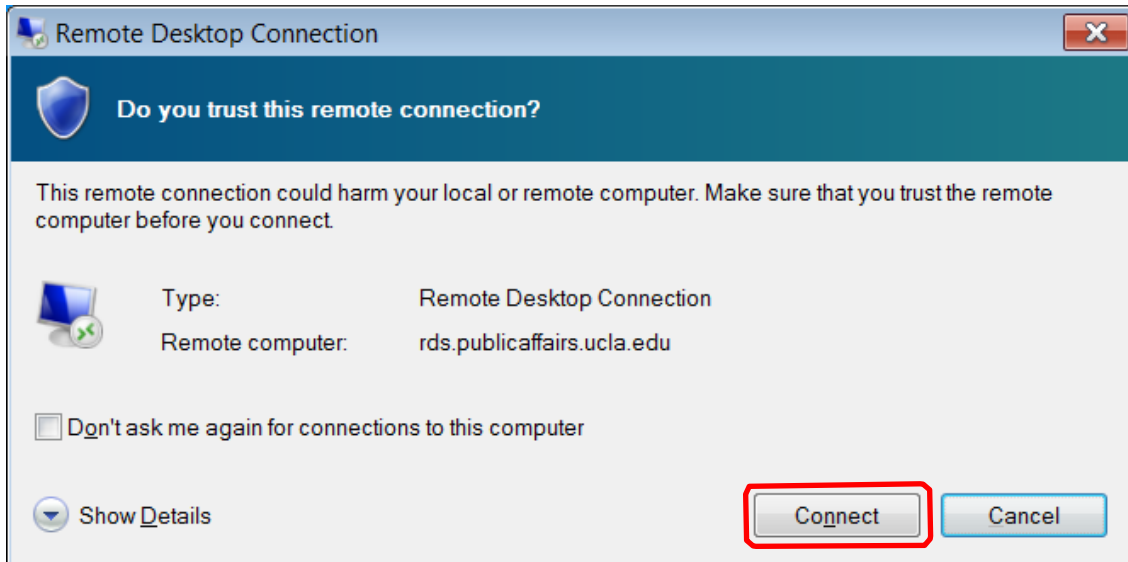 Remote Desktop Connection
Do you trust this remote connection?
This remote connection could harm your local or remote computer. Make sure that you trust the remote
computer before you connect.
Type: Remote Desktop Connection
Remote computer: rds.publicaffairs.ucla.edu
Don't ask me again for connections to this computer
Show Details Connect Cancel